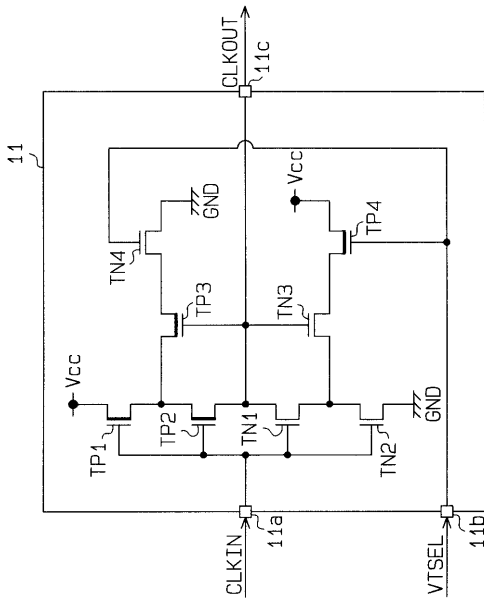 11
CLKIN
11a
VTSEL
11b
CLKOUT
11c
Vcc
TP1
TP2
TN1
TN2
GND
TP3
TN3
TN4
GND
Vcc
TP4